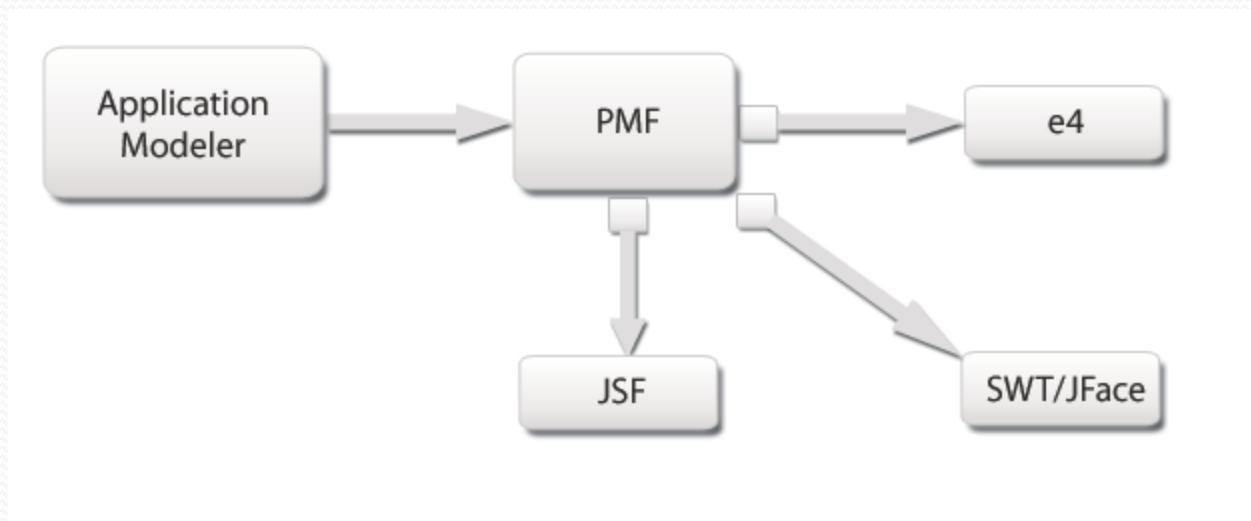 Application
Modeler
PMF
e4
JSF
SWT/JFace